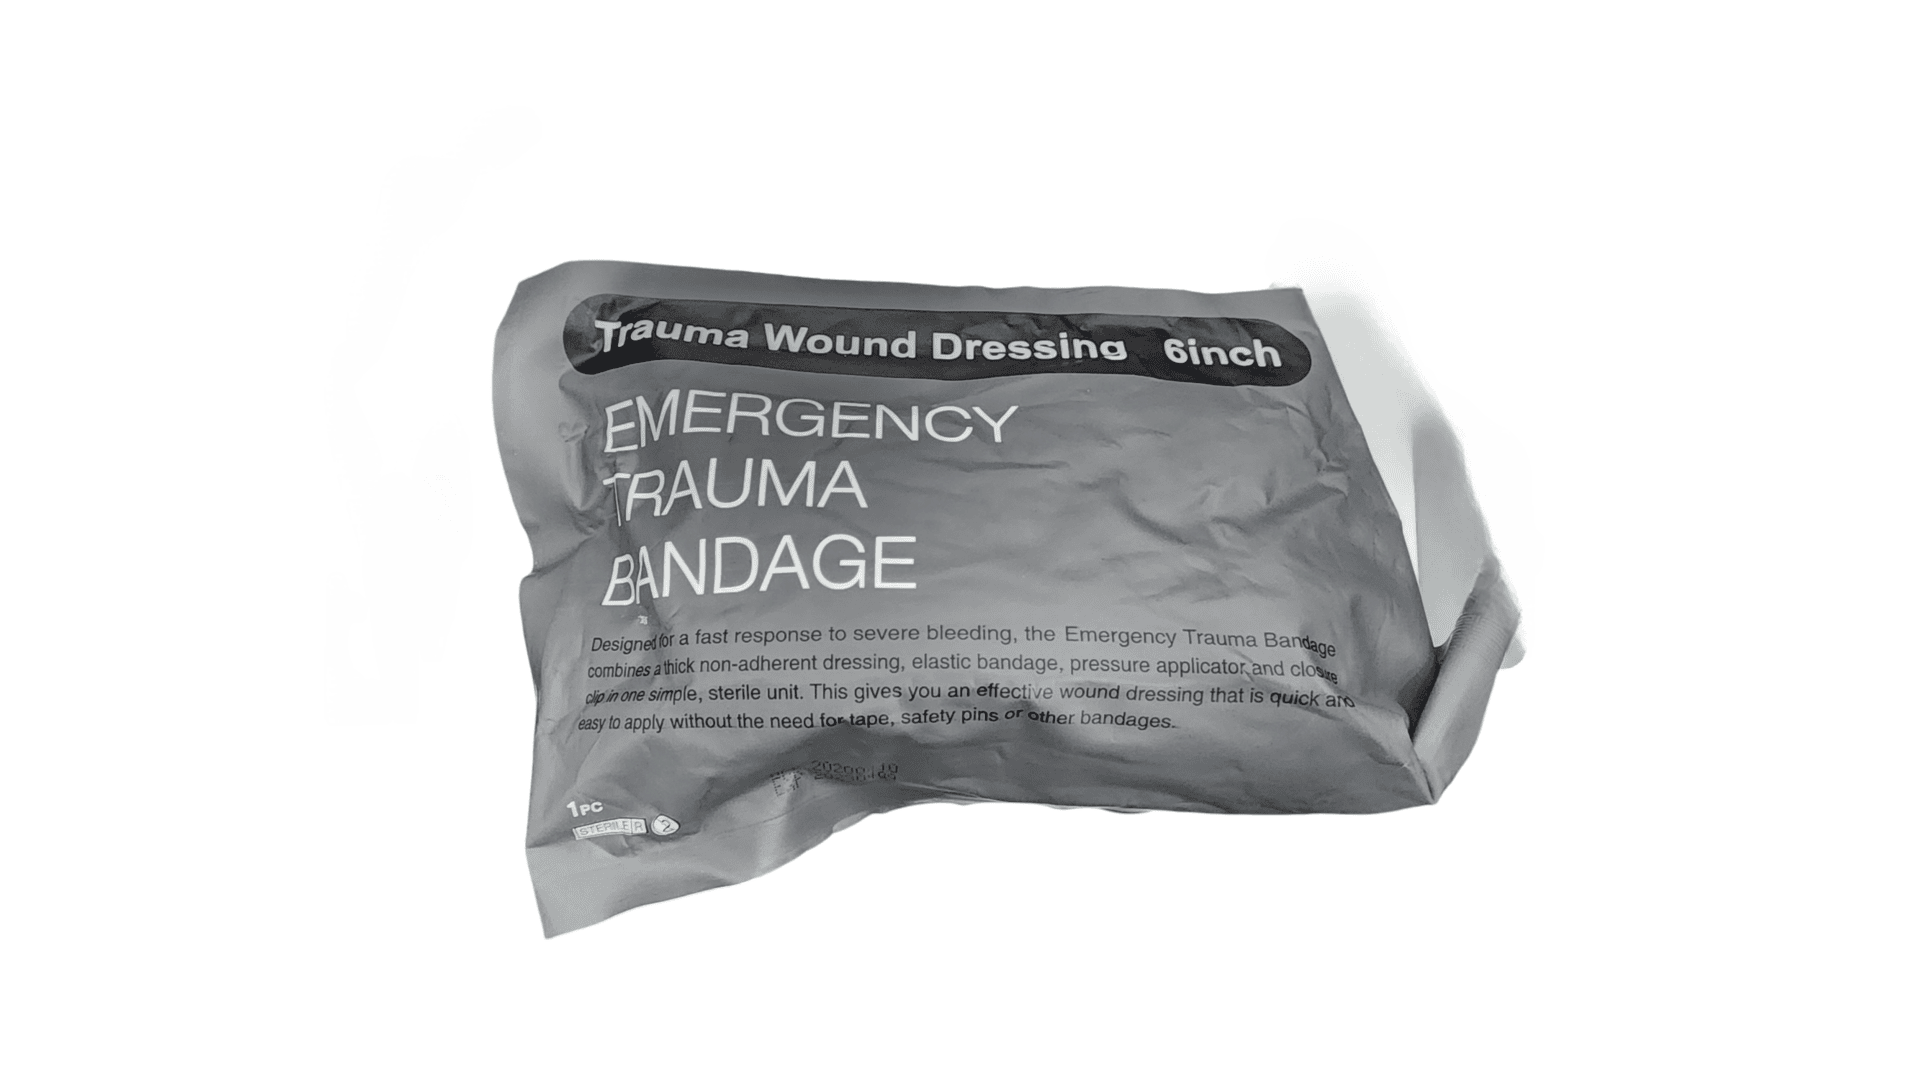 Trauma Wound Dressing 6inch
EMERGENCY
TRAUMA
BANDAGE
Designed for a fast response to severe bleeding, the Emergency Trauma Bandage
combines a thick non-adherent dressing, elastic bandage, pressure applicator and closure
clip in one simple, sterile unit. This gives you an effective wound dressing that is quick and
easy to apply without the need for tape, safety pins or other bandages.
1PC
STERILE R 2